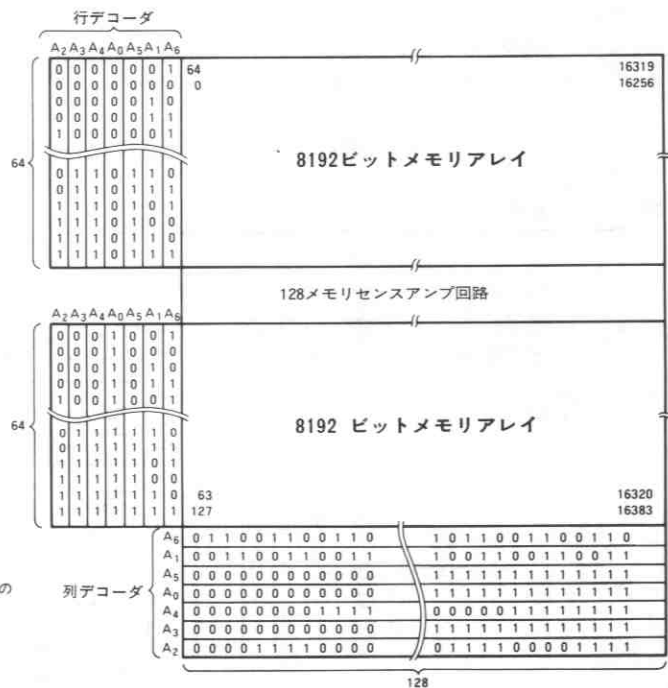 行デコーダ
A₂ A₃ A₄ A₀ A₅ A₁ A₆
0 0 0 0 0 0 1 64 16319
0 0 0 0 0 0 0 0 16256
0 0 0 0 0 1 0
0 0 0 0 0 1 1
1 0 0 0 0 0 1
8192ビットメモリアレイ
64
0 1 1 0 1 1 0
0 1 1 0 1 1 1
1 1 1 0 1 0 1
1 1 1 0 1 0 0
1 1 1 0 1 1 0
1 1 1 0 1 1 1
128メモリセンスアンプ回路
A₂ A₃ A₄ A₀ A₅ A₁ A₆
0 0 0 1 0 0 1
0 0 0 1 0 0 0
0 0 0 1 0 1 0
0 0 0 1 0 1 1
1 0 0 1 0 0 1
8192 ビットメモリアレイ
64
0 1 1 1 1 1 0
0 1 1 1 1 1 1
1 1 1 1 1 0 1
1 1 1 1 1 0 0
1 1 1 1 1 1 0 63 16320
1 1 1 1 1 1 1 127 16383
A₆ 0 1 1 0 0 1 1 0 0 1 1 0 1 0 1 1 0 0 1 1 0 0 1 1 0
A₁ 0 0 1 1 0 0 1 1 0 0 1 1 1 0 0 1 1 0 0 1 1 0 0 1 1
A₅ 0 0 0 0 0 0 0 0 0 0 0 0 1 1 1 1 1 1 1 1 1 1 1 1 1
の
列デコーダ
A₀ 0 0 0 0 0 0 0 0 0 0 0 0 1 1 1 1 1 1 1 1 1 1 1 1 1
A₄ 0 0 0 0 0 0 0 0 1 1 1 1 0 0 0 0 0 1 1 1 1 1 1 1 1
A₃ 0 0 0 0 0 0 0 0 0 0 0 0 1 1 1 1 1 1 1 1 1 1 1 1 1
A₂ 0 0 0 0 1 1 1 1 0 0 0 0 0 1 1 1 1 0 0 0 0 1 1 1 1
128